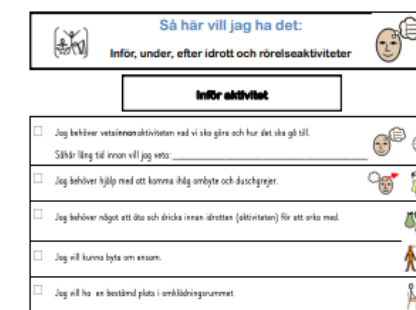 Så här vill jag ha det:
Inför, under, efter idrott och rörelseaktiviteter
Inför aktivitet
Jag behöver veta innan aktiviteten vad vi ska göra och hur det ska gå till.
Såhär lång tid innan vill jag veta:
Jag behöver hjälp med att komma ihåg ombyte och duschgrejer.
Jag behöver något att äta och dricka innan idrotten (aktiviteten) för att orka med.
Jag vill kunna byta om ensam.
Jag vill ha en bestämd plats i omklädningsrummet